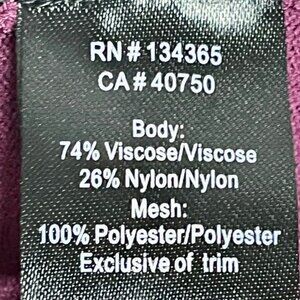 RN # 134365
CA # 40750
Body:
74% Viscose/Viscose
26% Nylon/Nylon
Mesh:
100% Polyester/Polyester
Exclusive of trim